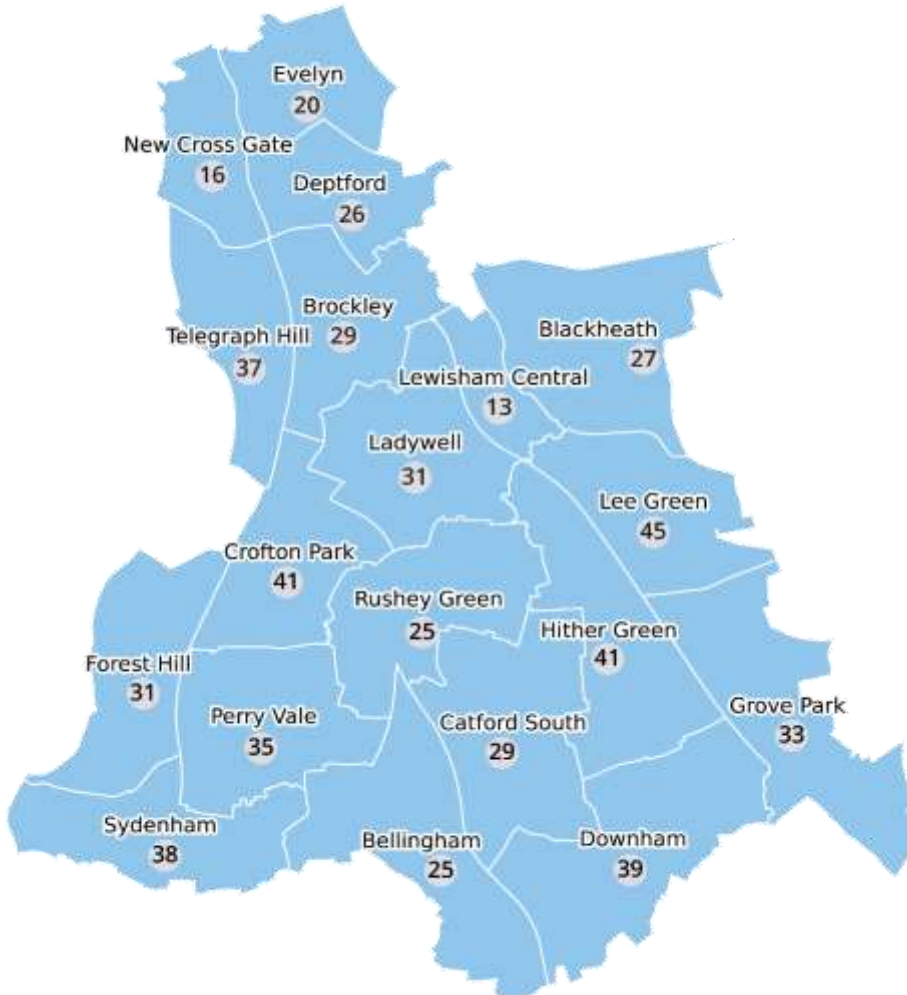 Evelyn
20
New Cross Gate
16
Deptford
26
Brockley
29
Telegraph Hill
37
Blackheath
27
Lewisham Central
13
Ladywell
31
Lee Green
45
Crofton Park
41
Rushey Green
25
Hither Green
41
Forest Hill
31
Perry Vale
35
Catford South
29
Grove Park
33
Sydenham
38
Bellingham
25
Downham
39